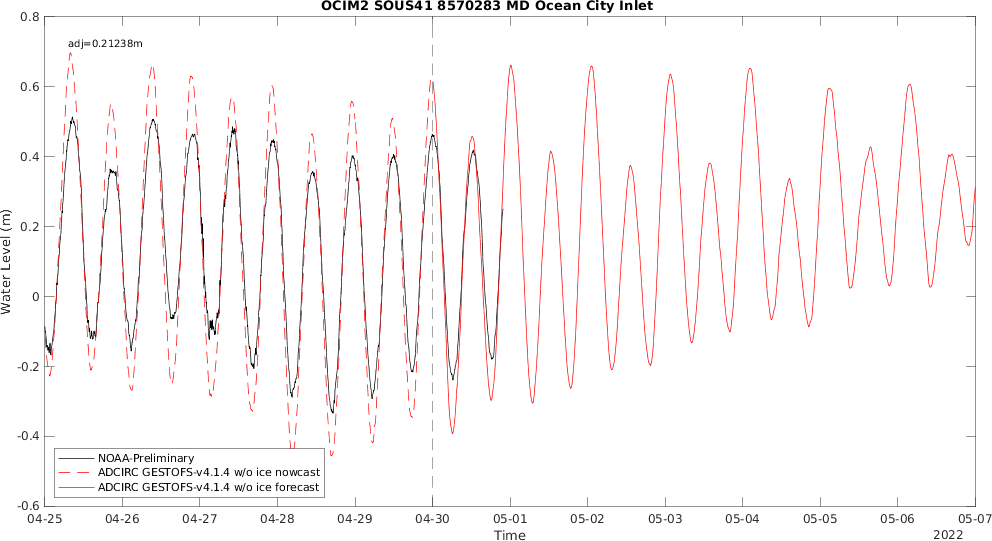 OCIM2 SOUS41 8570283 MD Ocean City Inlet
adj=0.21238m
0.8
0.6
0.4
0.2
0
-0.2
-0.4
-0.6
Water Level (m)
NOAA-Preliminary
ADCIRC GESTOFS-v4.1.4 w/o ice nowcast
ADCIRC GESTOFS-v4.1.4 w/o ice forecast
04-25 04-26 04-27 04-28 04-29 04-30 05-01 05-02 05-03 05-04 05-05 05-06 05-07
Time
2022